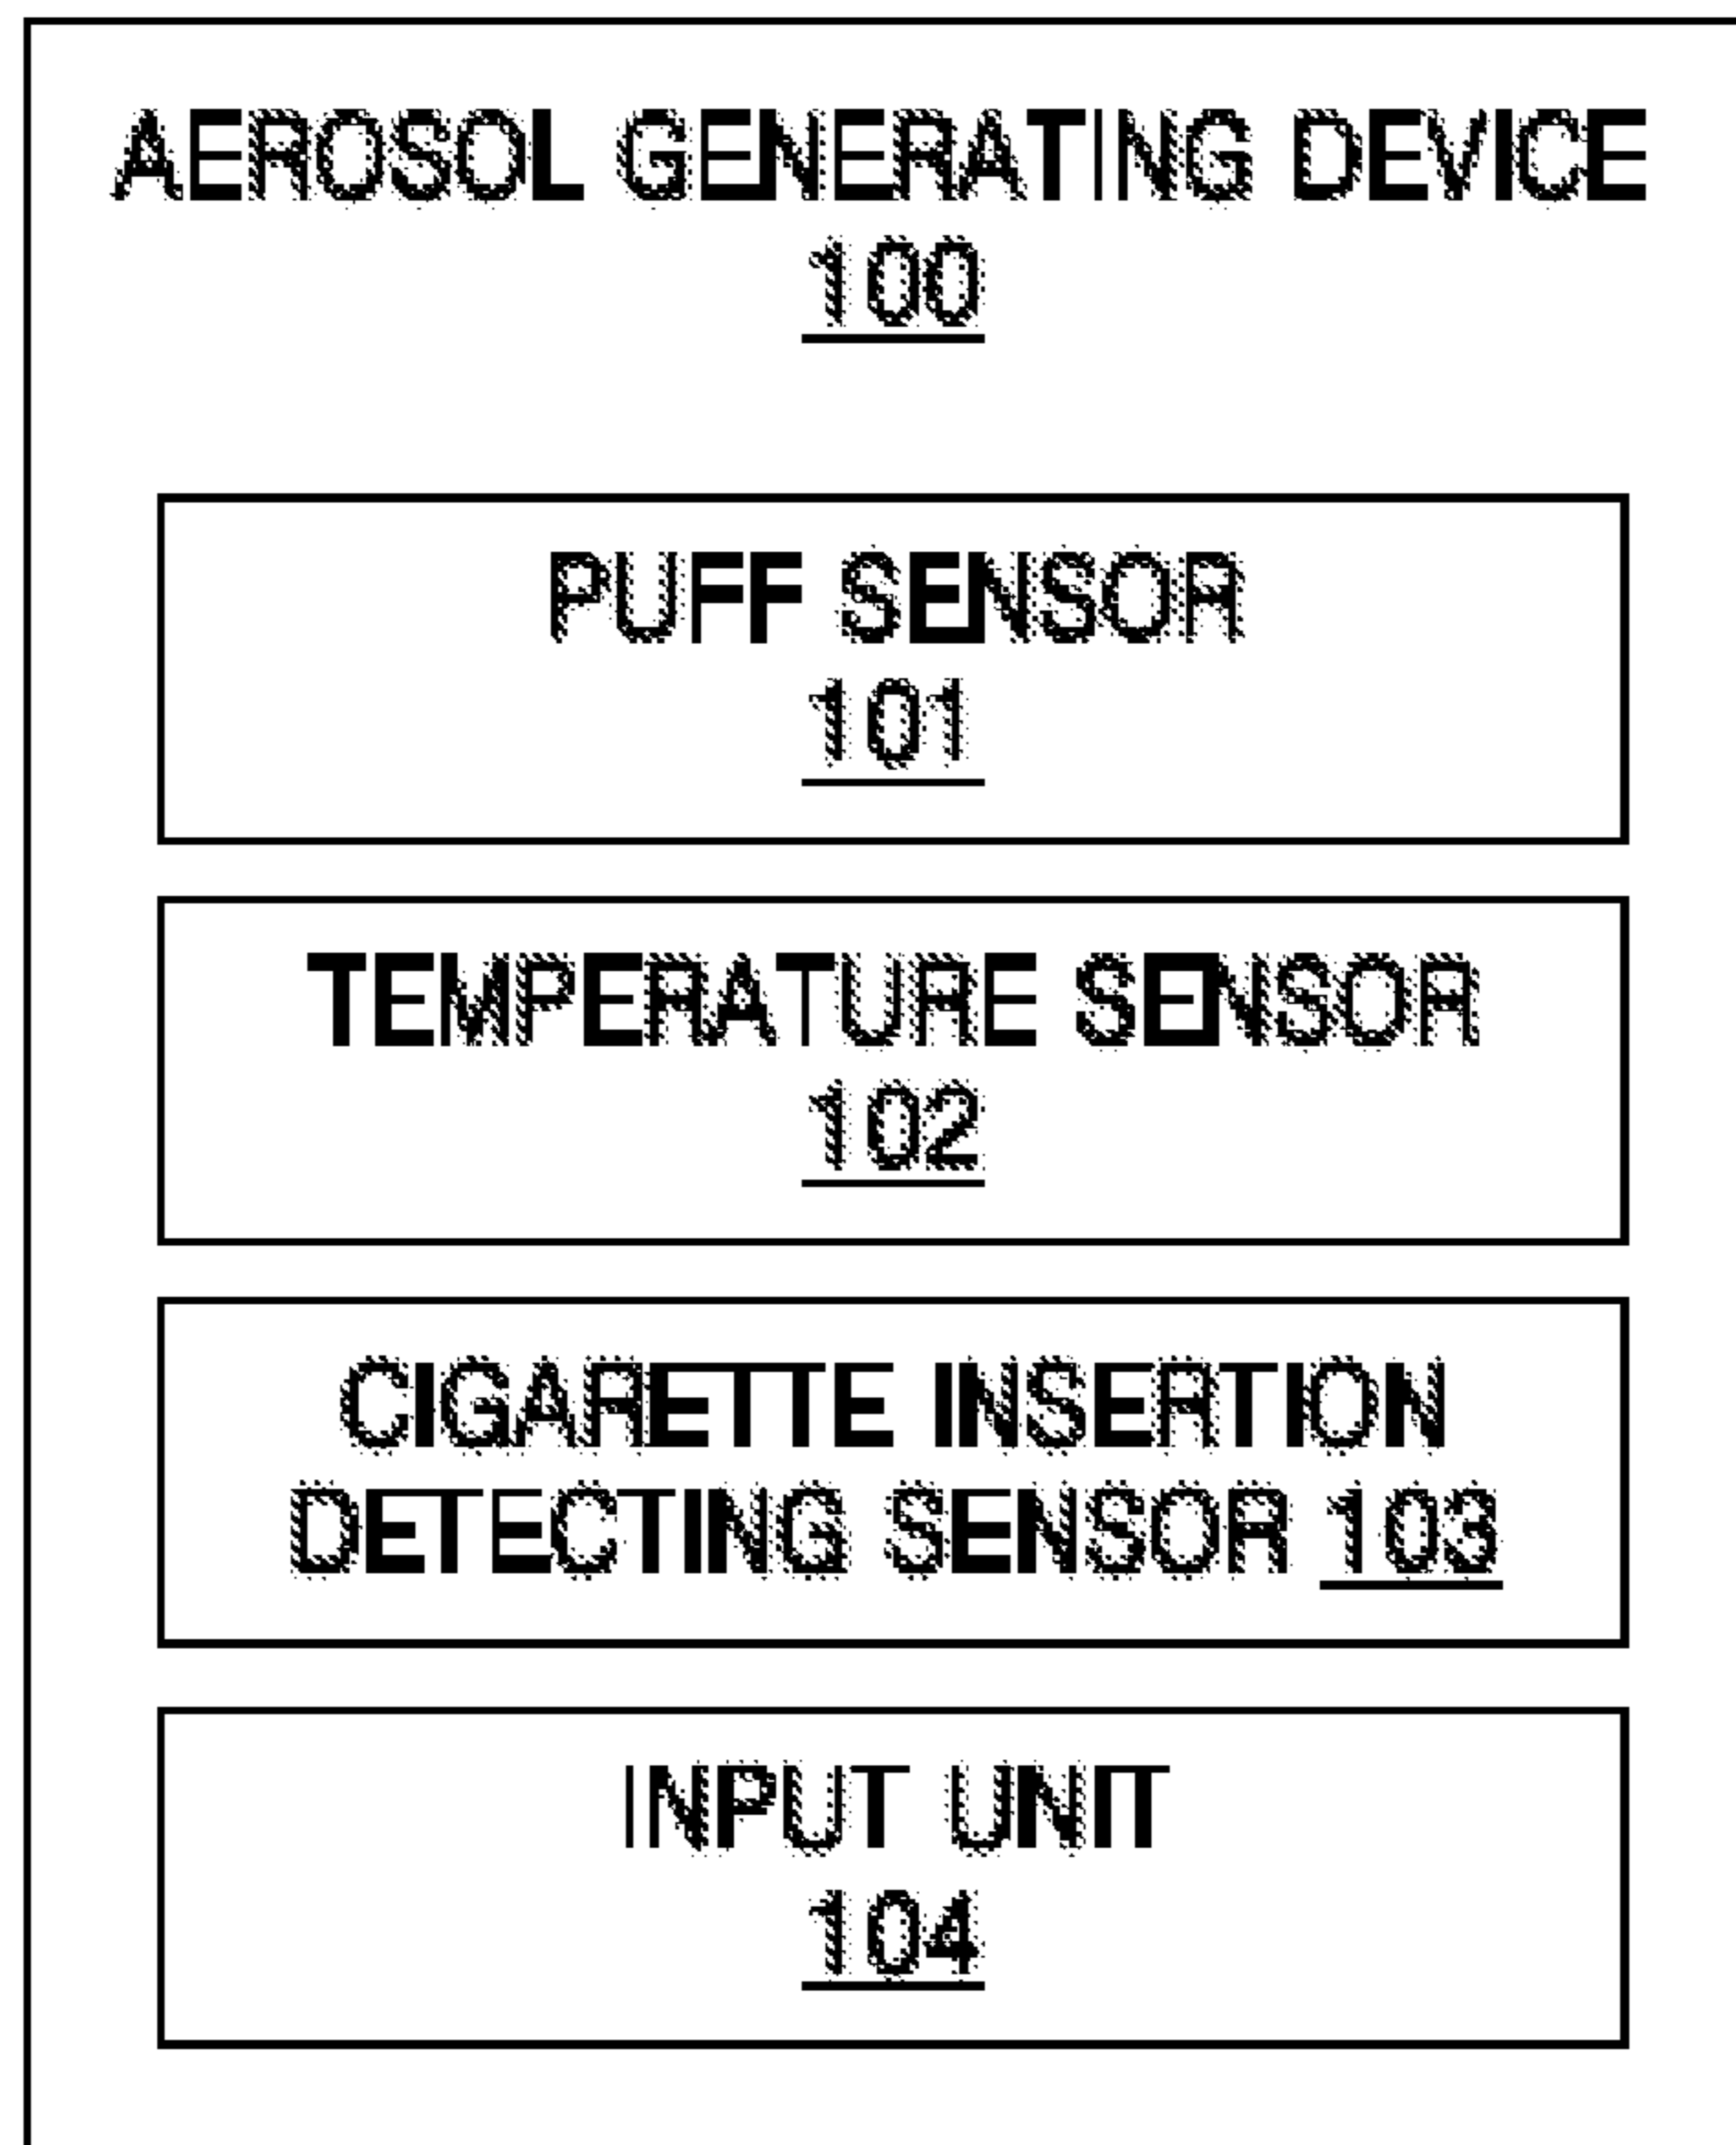 AEROSOL GENERATING DEVICE
100
PUFF SENSOR
101
TEMPERATURE SENSOR
102
CIGARETTE INSERTION
DETECTING SENSOR 103
INPUT UNIT
104